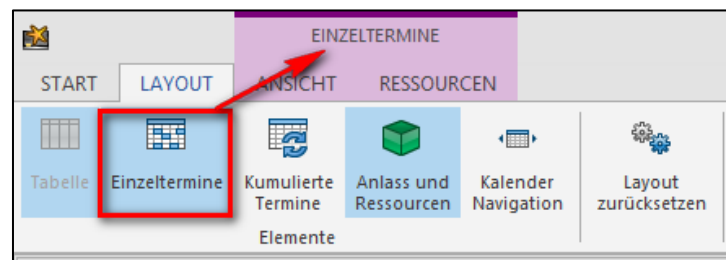 EINZELTERMINE
START LAYOUT ANSICHT RESSOURCEN
Tabelle Einzeltermine Kumulierte Termine Anlass und Ressourcen Kalender Navigation Layout zurücksetzen
Elemente